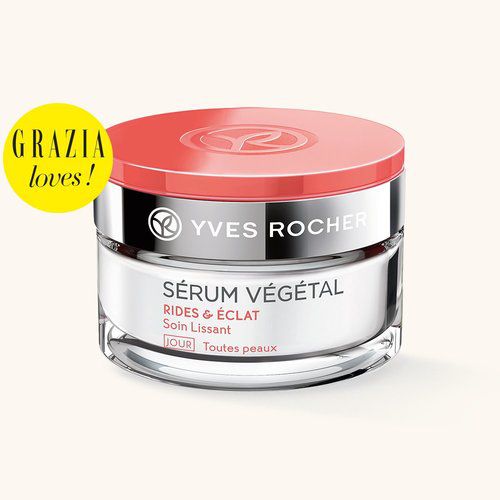 GRAZIA
loves!
YVES ROCHER
SÉRUM VÉGÉTAL
RIDES & ÉCLAT
Soin Lissant
JOUR Toutes peaux